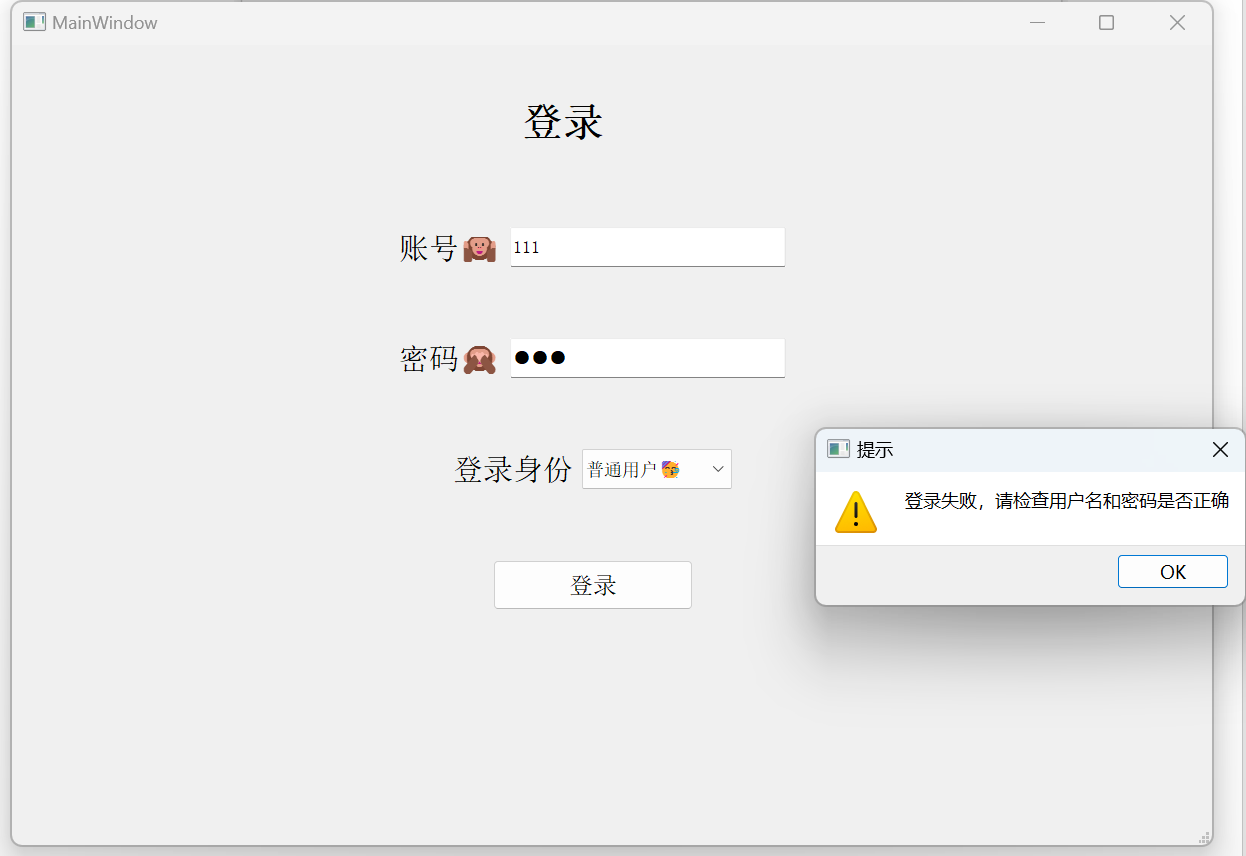 MainWindow
登录
账号🙉 111
密码🙈 ●●●
登录身份 普通用户🥳
登录
提示
登录失败，请检查用户名和密码是否正确
OK